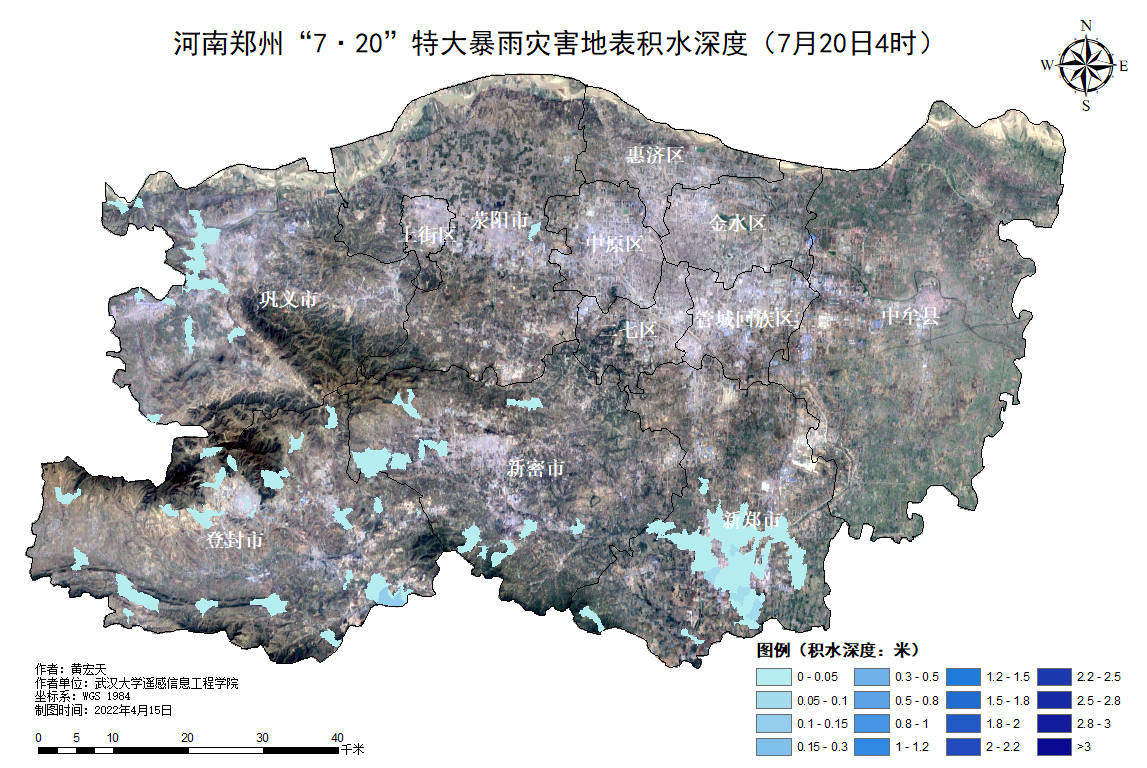 河南郑州“7·20”特大暴雨灾害地表积水深度（7月20日4时）
N
W E
S
惠济区
上街区 荥阳市 中原区 金水区
巩义市 二七区 管城回族区 中牟县
新密市
登封市 新郑市
图例（积水深度：米）
0 - 0.05 0.3 - 0.5 1.2 - 1.5 2.2 - 2.5
0.05 - 0.1 0.5 - 0.8 1.5 - 1.8 2.5 - 2.8
0.1 - 0.15 0.8 - 1 1.8 - 2 2.8 - 3
0.15 - 0.3 1 - 1.2 2 - 2.2 >3
作者：黄宏天
作者单位：武汉大学遥感信息工程学院
坐标系：WGS 1984
制图时间：2022年4月15日
0 5 10 20 30 40
千米